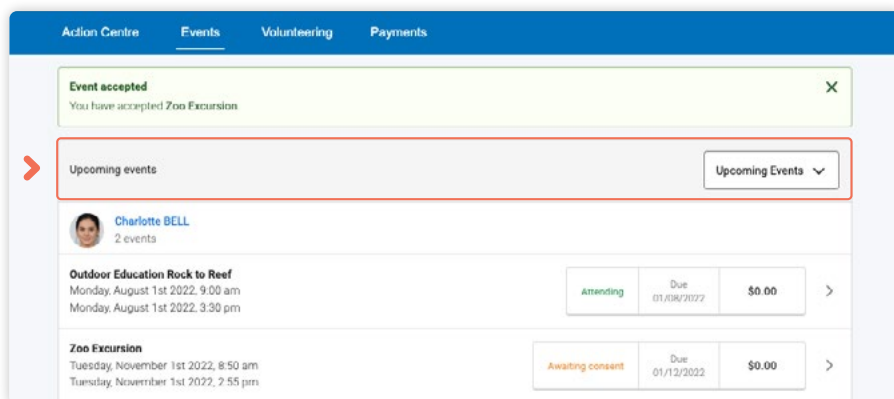 Action Centre Events Volunteering Payments
Event accepted
You have accepted Zoo Excursion
Upcoming events
Upcoming Events
Charlotte BELL
2 events
Outdoor Education Rock to Reef
Monday, August 1st 2022, 9:00 am
Monday, August 1st 2022, 3:30 pm
Attending
Due
01/08/2022
$0.00
Zoo Excursion
Tuesday, November 1st 2022, 8:50 am
Tuesday, November 1st 2022, 2:55 pm
Awaiting consent
Due
01/12/2022
$0.00